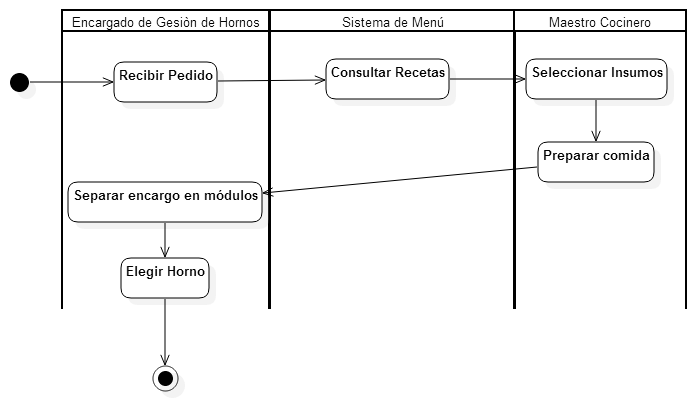 Encargado de Gesiòn de Hornos
Sistema de Menú
Maestro Cocinero
Recibir Pedido
Consultar Recetas
Seleccionar Insumos
Preparar comida
Separar encargo en módulos
Elegir Horno